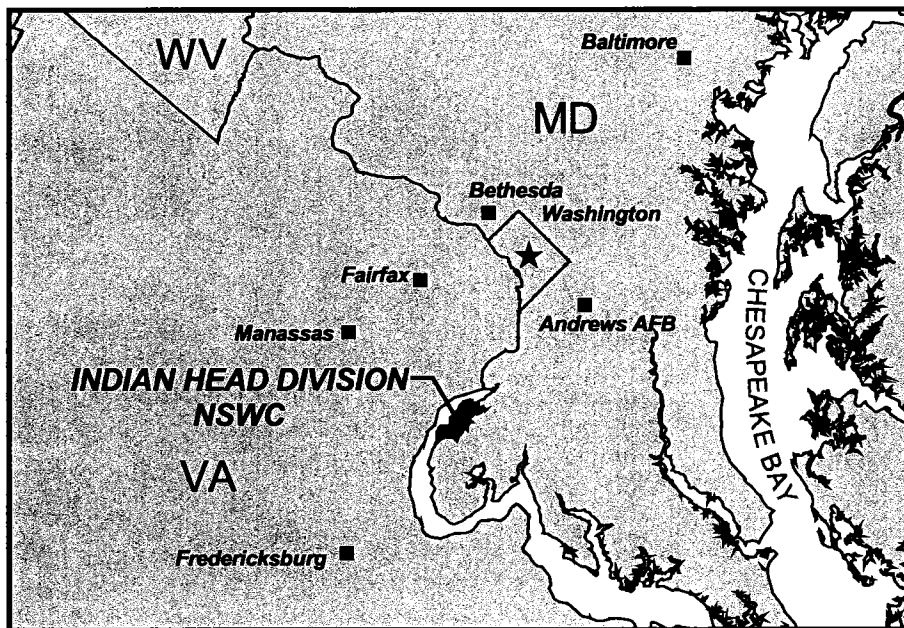 WV
Baltimore
MD
Bethesda
Washington
Fairfax
Andrews AFB
Manassas
CHESAPEAKE BAY
INDIAN HEAD DIVISION
NSWC
VA
Fredericksburg